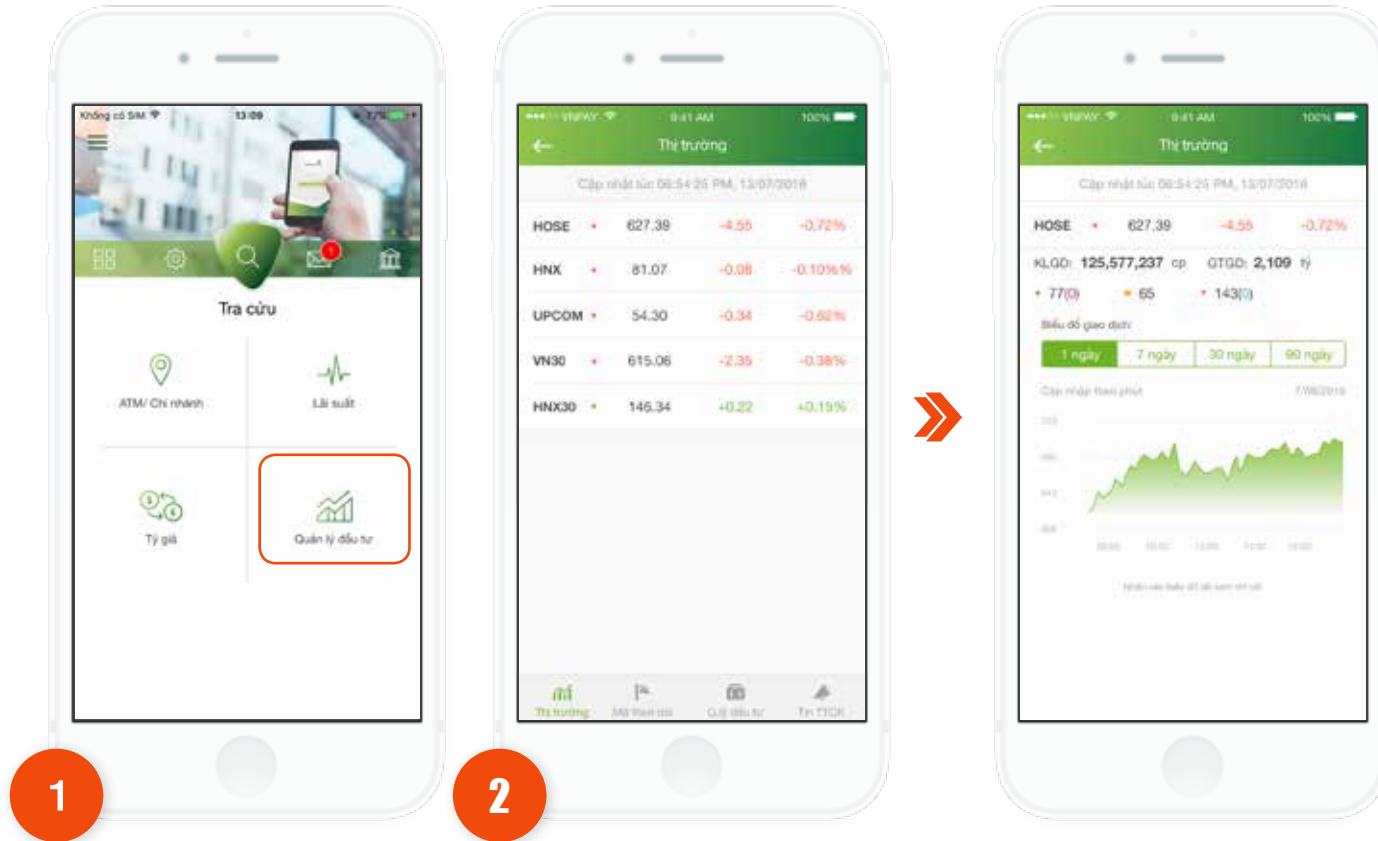 Không có SIM 13:09 77%
1
Tra cứu
ATM/ Chi nhánh
Lãi suất
Tỷ giá
Quản lý đầu tư
1
VNPAY 9:41 AM 100%
Thị trường
Cập nhật lúc 06:54:25 PM, 13/07/2016
HOSE 627.39 -4.55 -0.72%
HNX 81.07 -0.08 -0.10%%
UPCOM 54.30 -0.34 -0.62%
VN30 615.06 -2.35 -0.38%
HNX30 146.34 +0.22 +0.15%
Thị trường Mã theo dõi Q.lý đầu tư Tin TTCK
2
VNPAY 9:41 AM 100%
Thị trường
Cập nhật lúc 06:54:25 PM, 13/07/2016
HOSE 627.39 -4.55 -0.72%
KLGD: 125,577,237 cp GTGD: 2,109 tỷ
77(0) 65 143(0)
Biểu đồ giao dịch:
1 ngày 7 ngày 30 ngày 90 ngày
Cập nhập theo phút